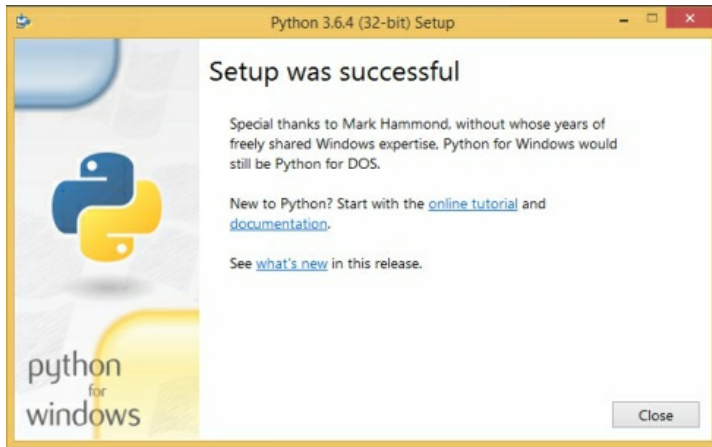 Python 3.6.4 (32-bit) Setup
Setup was successful
Special thanks to Mark Hammond, without whose years of
freely shared Windows expertise, Python for Windows would
still be Python for DOS.
New to Python? Start with the online tutorial and
documentation.
See what's new in this release.
python
for
windows
Close